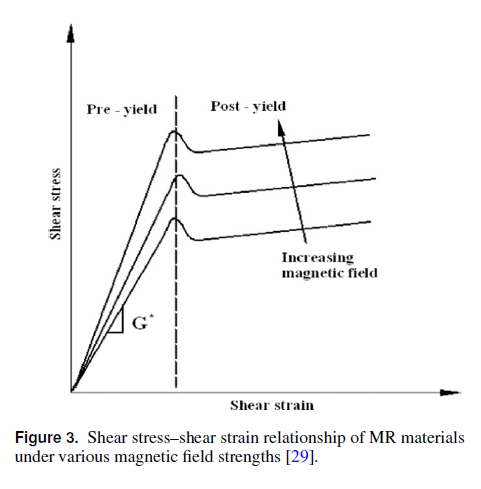 Shear stress
Pre - yield
Post - yield
Increasing
magnetic field
G*
Shear strain
Figure 3. Shear stress–shear strain relationship of MR materials
under various magnetic field strengths [29].